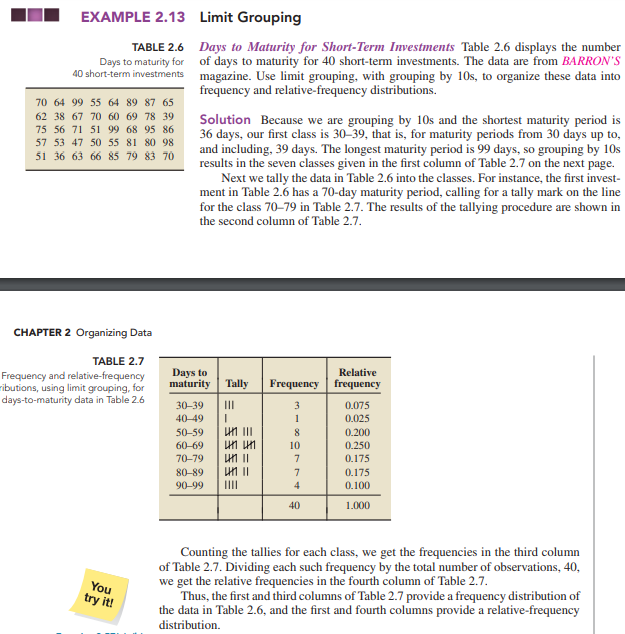 EXAMPLE 2.13 Limit Grouping
TABLE 2.6
Days to maturity for
40 short-term investments
70 64 99 55 64 89 87 65
62 38 67 70 60 69 78 39
75 56 71 51 99 68 95 86
57 53 47 50 55 81 80 98
51 36 63 66 85 79 83 70
Days to Maturity for Short-Term Investments Table 2.6 displays the number
of days to maturity for 40 short-term investments. The data are from BARRON'S
magazine. Use limit grouping, with grouping by 10s, to organize these data into
frequency and relative-frequency distributions.
Solution Because we are grouping by 10s and the shortest maturity period is
36 days, our first class is 30–39, that is, for maturity periods from 30 days up to,
and including, 39 days. The longest maturity period is 99 days, so grouping by 10s
results in the seven classes given in the first column of Table 2.7 on the next page.
Next we tally the data in Table 2.6 into the classes. For instance, the first invest-
ment in Table 2.6 has a 70-day maturity period, calling for a tally mark on the line
for the class 70–79 in Table 2.7. The results of the tallying procedure are shown in
the second column of Table 2.7.
CHAPTER 2 Organizing Data
TABLE 2.7
Frequency and relative-frequency
ributions, using limit grouping, for
days-to-maturity data in Table 2.6
Days to maturity Tally Frequency Relative frequency
30–39 3 0.075
40–49 1 0.025
50–59 8 0.200
60–69 10 0.250
70–79 7 0.175
80–89 7 0.175
90–99 4 0.100
40 1.000
Counting the tallies for each class, we get the frequencies in the third column
of Table 2.7. Dividing each such frequency by the total number of observations, 40,
we get the relative frequencies in the fourth column of Table 2.7.
Thus, the first and third columns of Table 2.7 provide a frequency distribution of
the data in Table 2.6, and the first and fourth columns provide a relative-frequency
distribution.
You
try it!